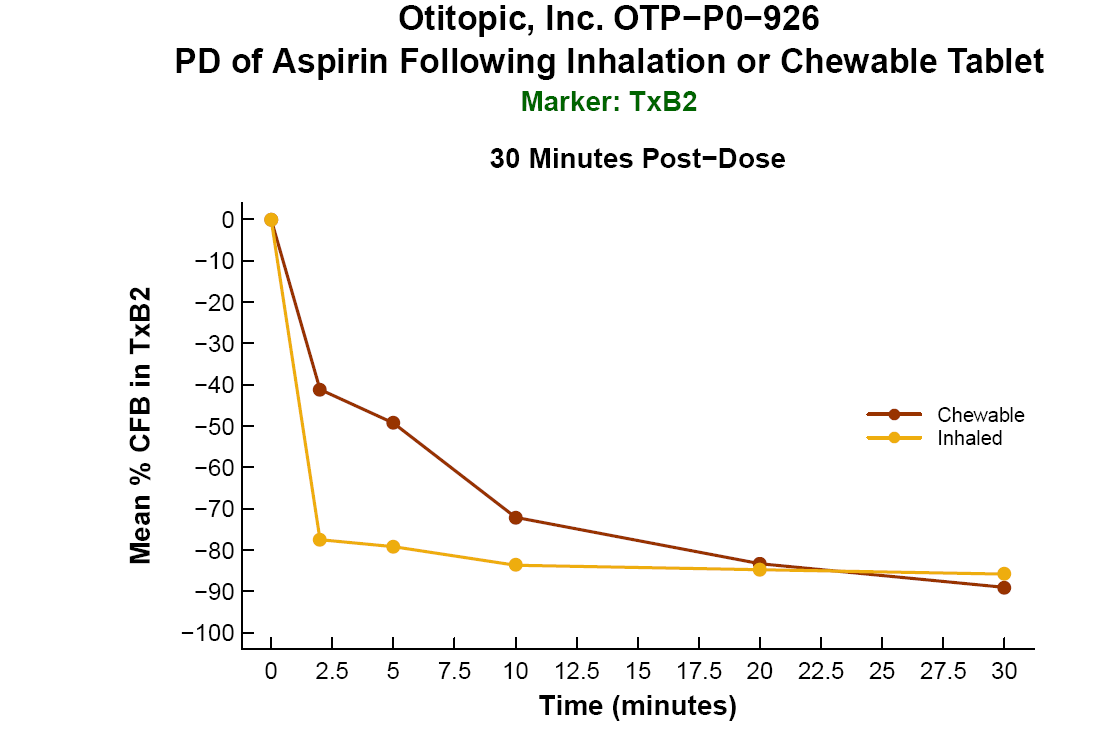 Otitopic, Inc. OTP−P0−926
PD of Aspirin Following Inhalation or Chewable Tablet
Marker: TxB2
30 Minutes Post−Dose
Mean % CFB in TxB2
0
−10
−20
−30
−40
−50
−60
−70
−80
−90
−100
Chewable
Inhaled
0 2.5 5 7.5 10 12.5 15 17.5 20 22.5 25 27.5 30
Time (minutes)